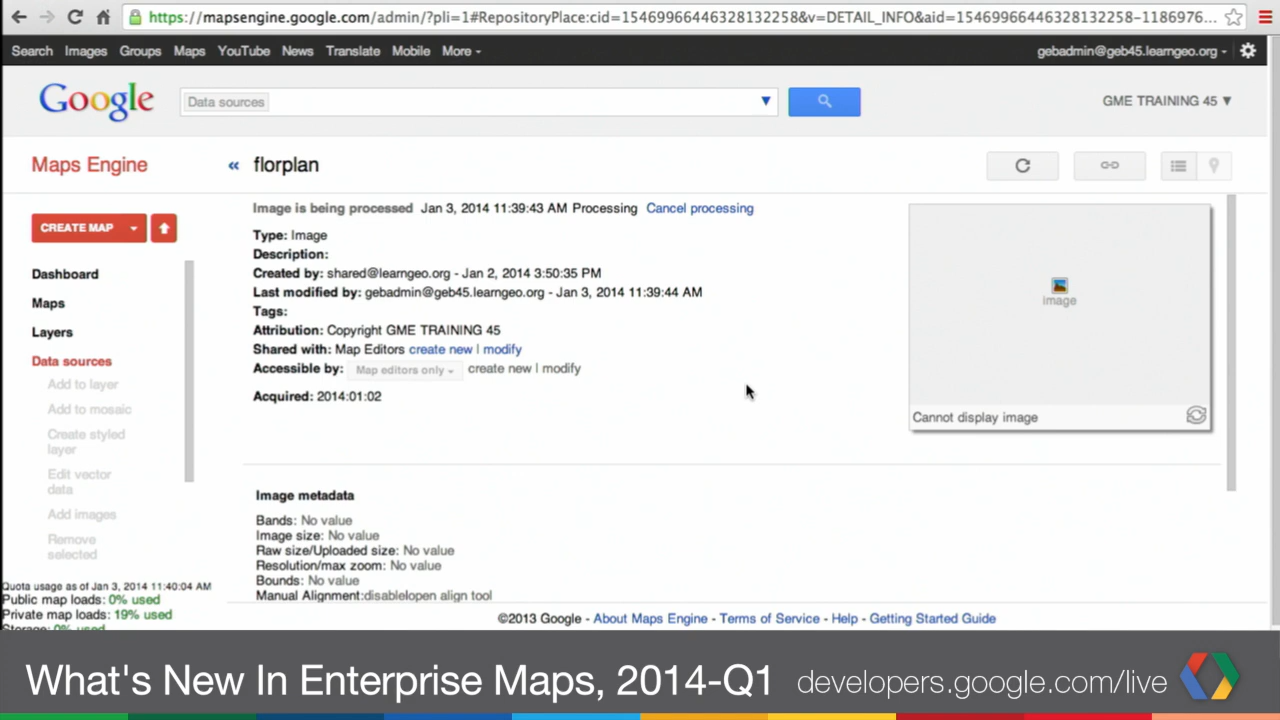 https://mapsengine.google.com/admin/?pli=1#RepositoryPlace:cid=15469966446328132258&v=DETAIL_INFO&aid=15469966446328132258-1186976...
Search Images Groups Maps YouTube News Translate Mobile More
gebadmin@geb45.learngeo.org
Google
Data sources
GME TRAINING 45
Maps Engine
« florplan
Image is being processed Jan 3, 2014 11:39:43 AM Processing Cancel processing
CREATE MAP
Type: Image
Description:
Created by: shared@learngeo.org - Jan 2, 2014 3:50:35 PM
Last modified by: gebadmin@geb45.learngeo.org - Jan 3, 2014 11:39:44 AM
Tags:
Attribution: Copyright GME TRAINING 45
Shared with: Map Editors create new | modify
Accessible by: Map editors only create new | modify
Acquired: 2014:01:02
image
Cannot display image
Dashboard
Maps
Layers
Data sources
Add to layer
Add to mosaic
Create styled
layer
Edit vector
data
Add images
Remove
selected
Image metadata
Bands: No value
Image size: No value
Raw size/Uploaded size: No value
Resolution/max zoom: No value
Bounds: No value
Manual Alignment:disable|open align tool
Quota usage as of Jan 3, 2014 11:40:04 AM
Public map loads: 0% used
Private map loads: 19% used
Storage: 0% used
©2013 Google - About Maps Engine - Terms of Service - Help - Getting Started Guide
What's New In Enterprise Maps, 2014-Q1 developers.google.com/live